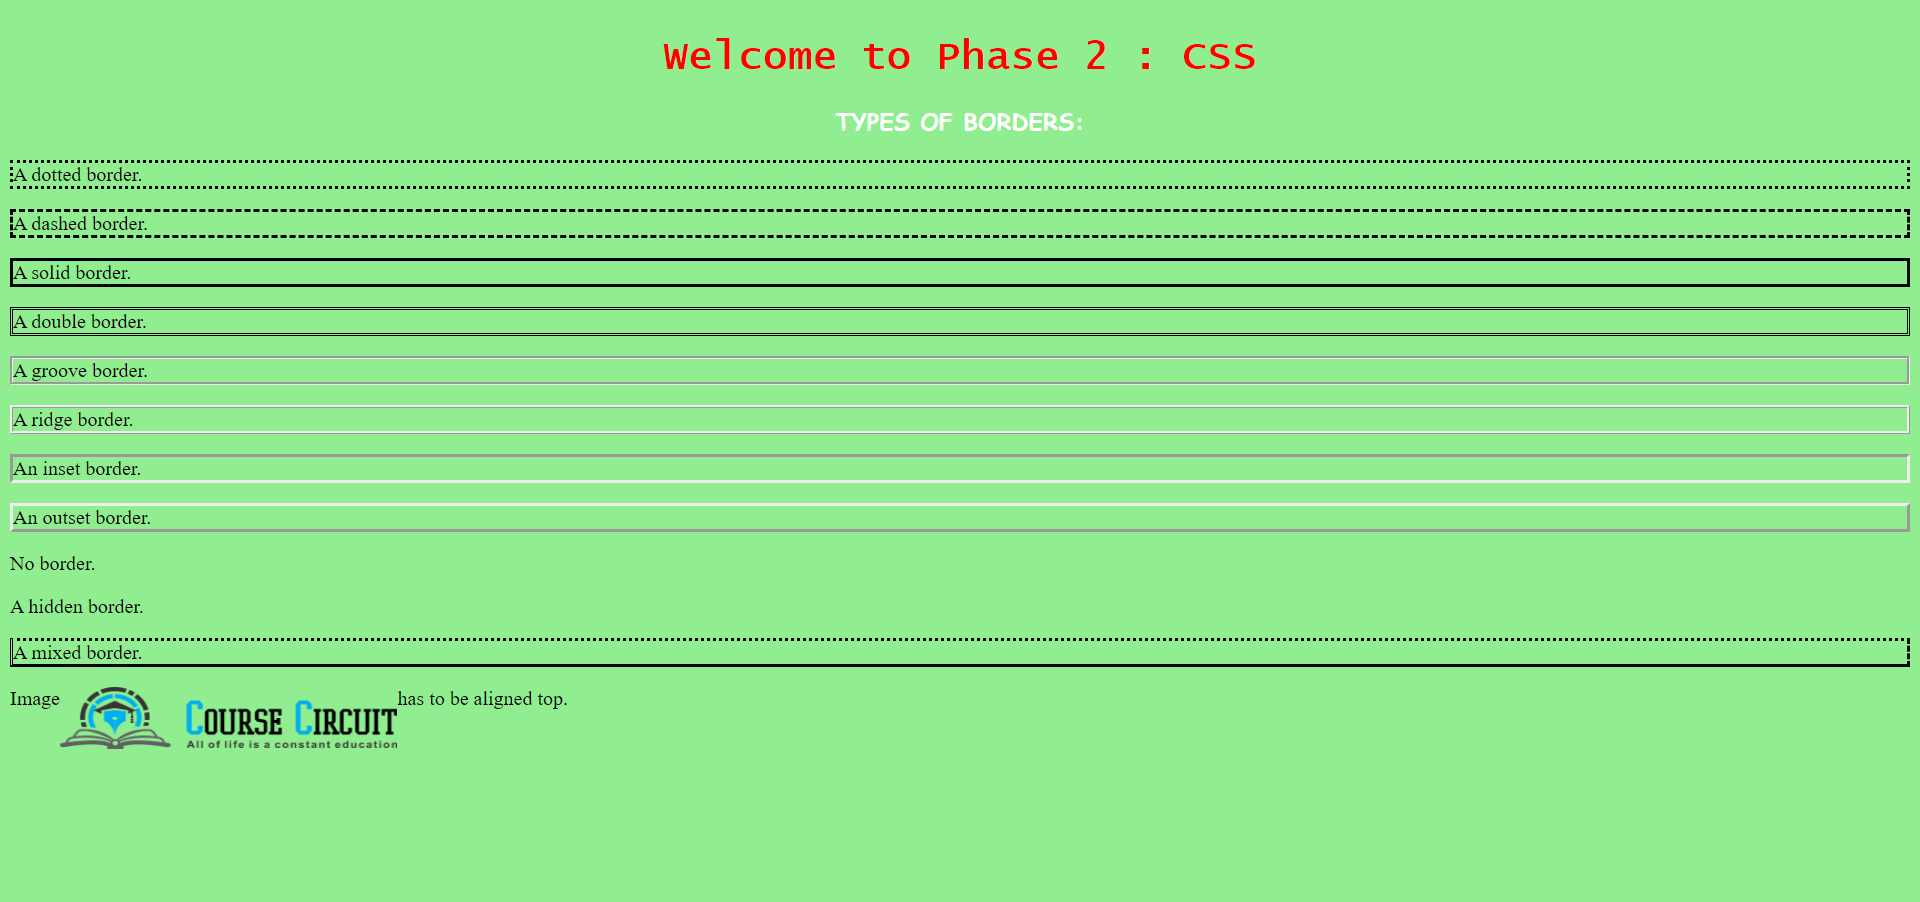 Welcome to Phase 2 : CSS
TYPES OF BORDERS:
A dotted border.
A dashed border.
A solid border.
A double border.
A groove border.
A ridge border.
An inset border.
An outset border.
No border.
A hidden border.
A mixed border.
Image COURSE CIRCUIT has to be aligned top.
All of life is a constant education